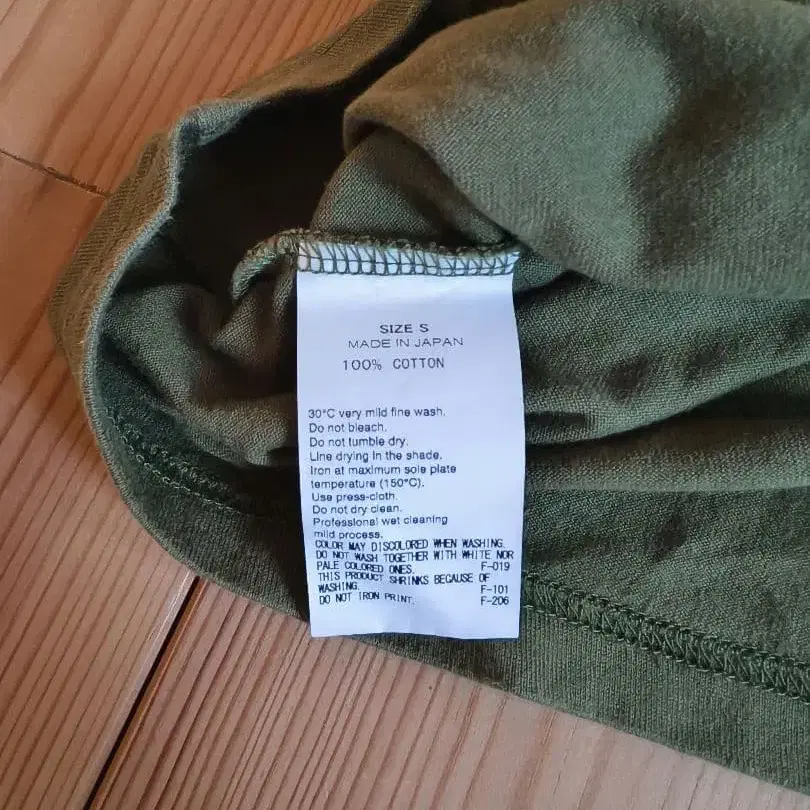 SIZE S
MADE IN JAPAN
100% COTTON
30°C very mild fine wash.
Do not bleach.
Do not tumble dry.
Line drying in the shade.
Iron at maximum sole plate
temperature (150°C).
Use press-cloth.
Do not dry clean.
Professional wet cleaning
mild process.
COLOR MAY DISCOLORED WHEN WASHING.
DO NOT WASH TOGETHER WITH WHITE NOR
PALE COLORED ONES. F-019
THIS PRODUCT SHRINKS BECAUSE OF
WASHING. F-101
DO NOT IRON PRINT. F-206